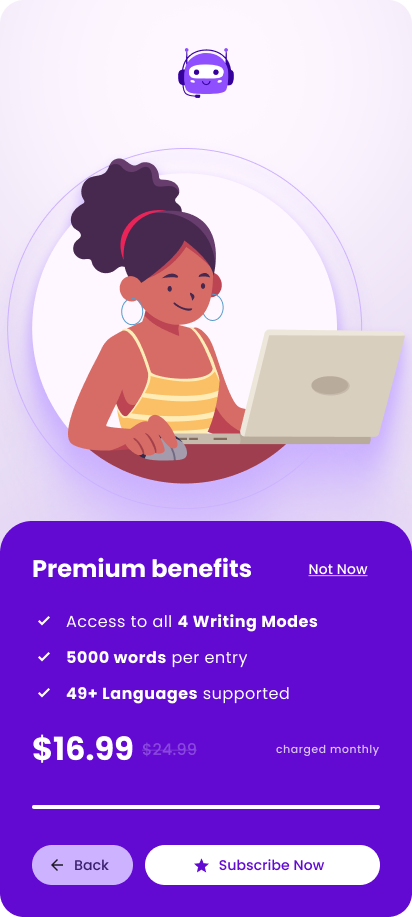 Premium benefits
Not Now
Access to all 4 Writing Modes
5000 words per entry
49+ Languages supported
$16.99 $24.99 charged monthly
Back
Subscribe Now